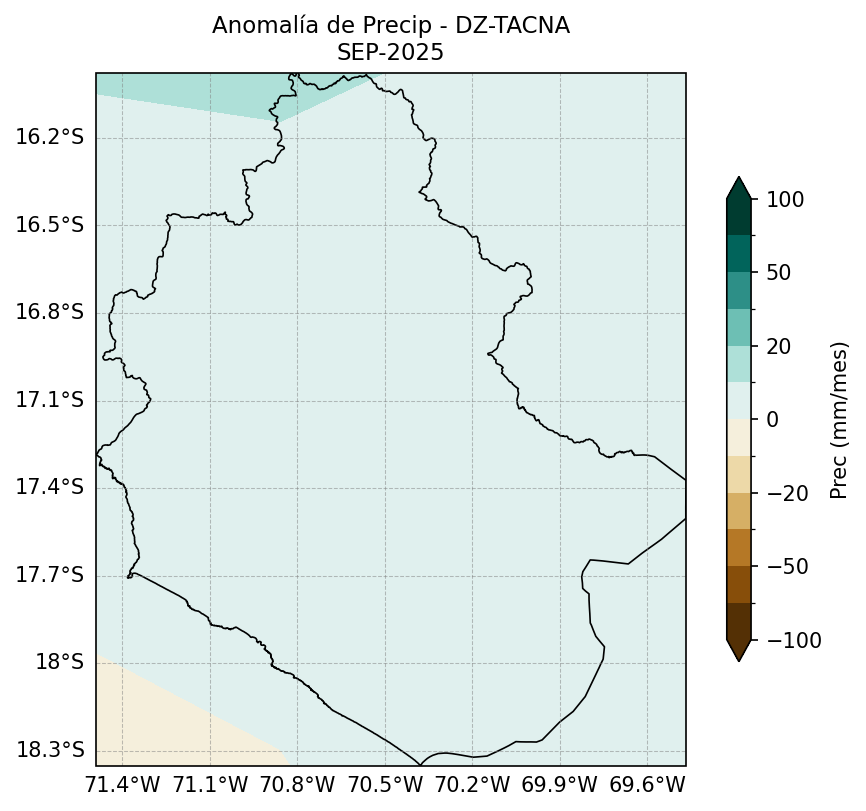 Anomalía de Precip - DZ-TACNA
SEP-2025
16.2°S
16.5°S
16.8°S
17.1°S
17.4°S
17.7°S
18°S
18.3°S
71.4°W 71.1°W 70.8°W 70.5°W 70.2°W 69.9°W 69.6°W
100
50
20
0
−20
−50
−100
Prec (mm/mes)